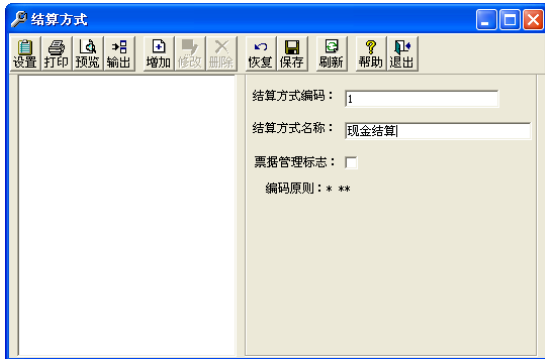 结算方式
设置 打印 预览 输出 增加 修改 删除 恢复 保存 刷新 帮助 退出
结算方式编码： 1
结算方式名称： 现金结算
票据管理标志：
编码原则：* **